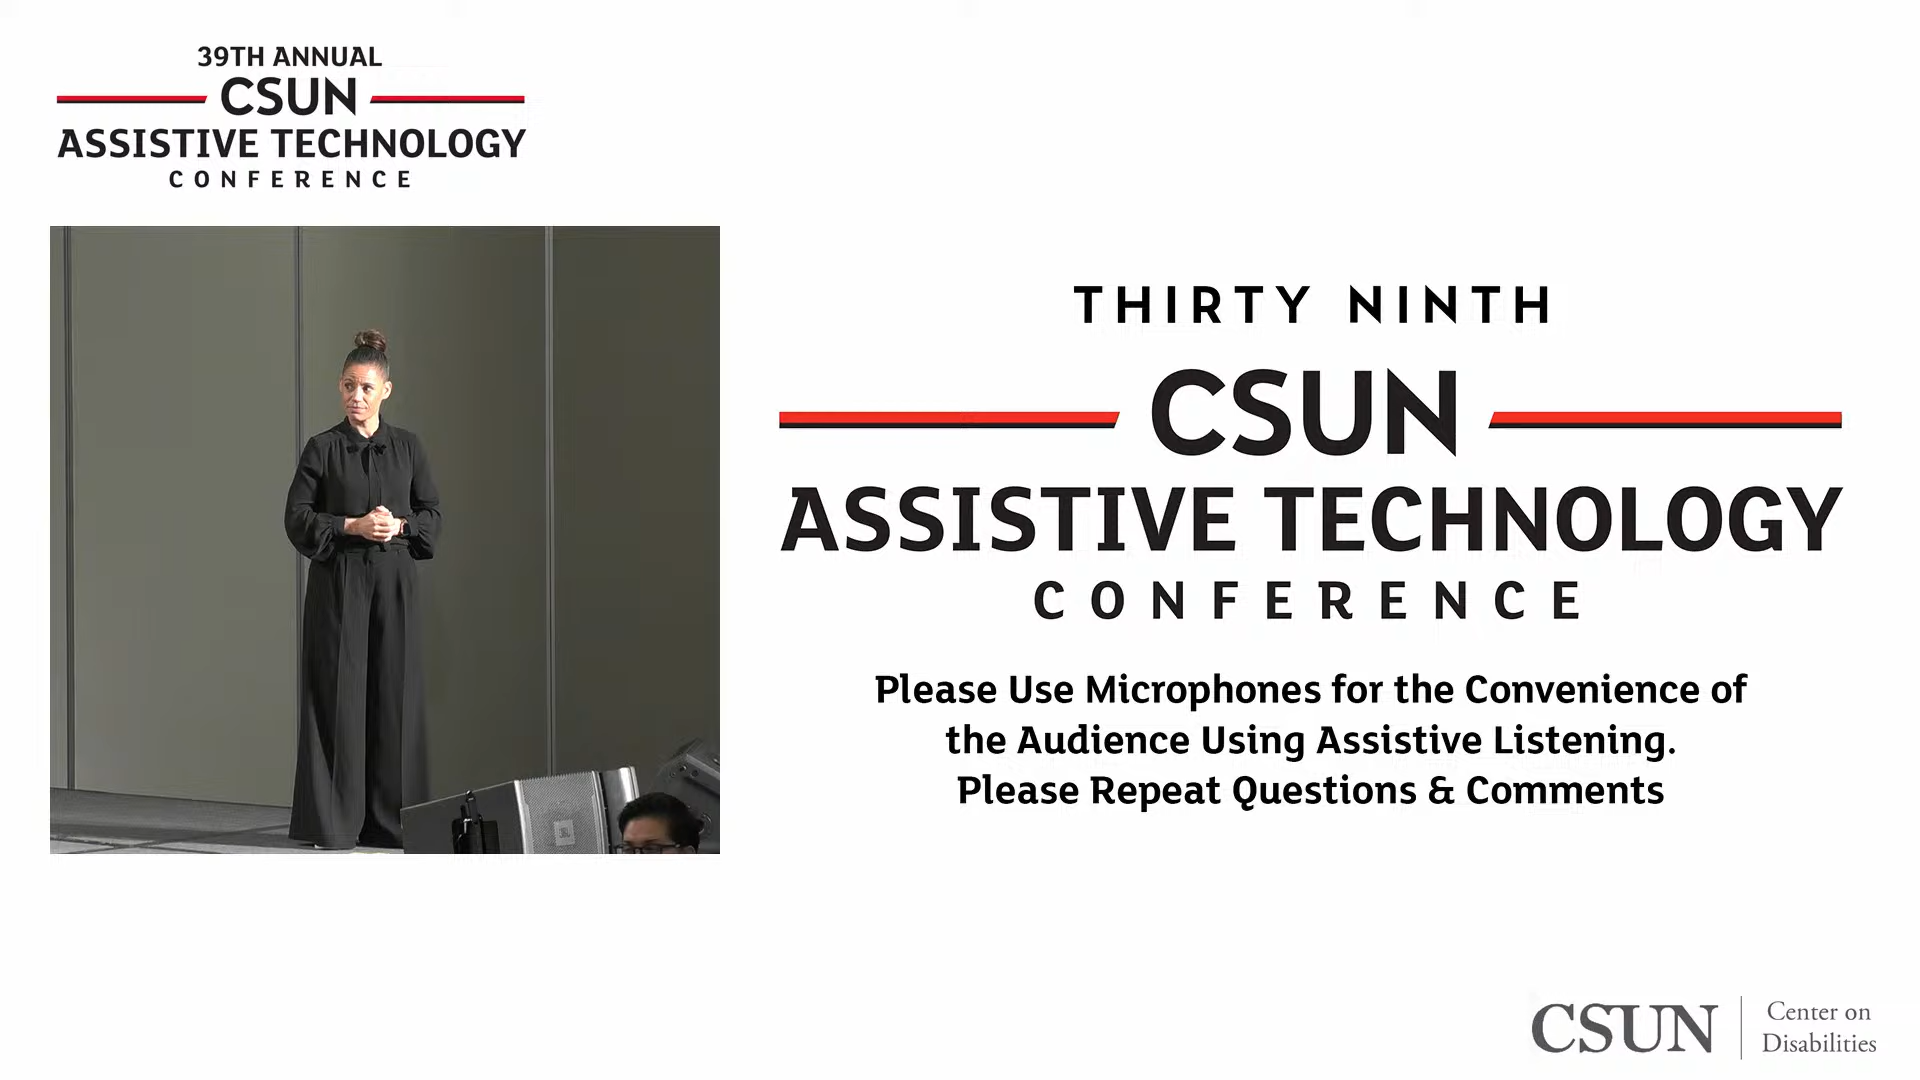 39TH ANNUAL
CSUN
ASSISTIVE TECHNOLOGY
CONFERENCE
THIRTY NINTH
CSUN
ASSISTIVE TECHNOLOGY
CONFERENCE
Please Use Microphones for the Convenience of
the Audience Using Assistive Listening.
Please Repeat Questions & Comments
CSUN
Center on
Disabilities